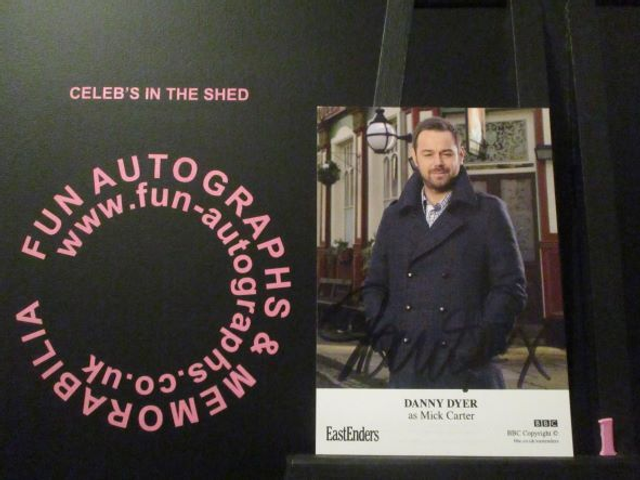 CELEB'S IN THE SHED
FUN AUTOGRAPHS & MEMORABILIA
www.fun-autographs.co.uk
DANNY DYER
as Mick Carter
EastEnders
BBC
BBC Copyright ©
1